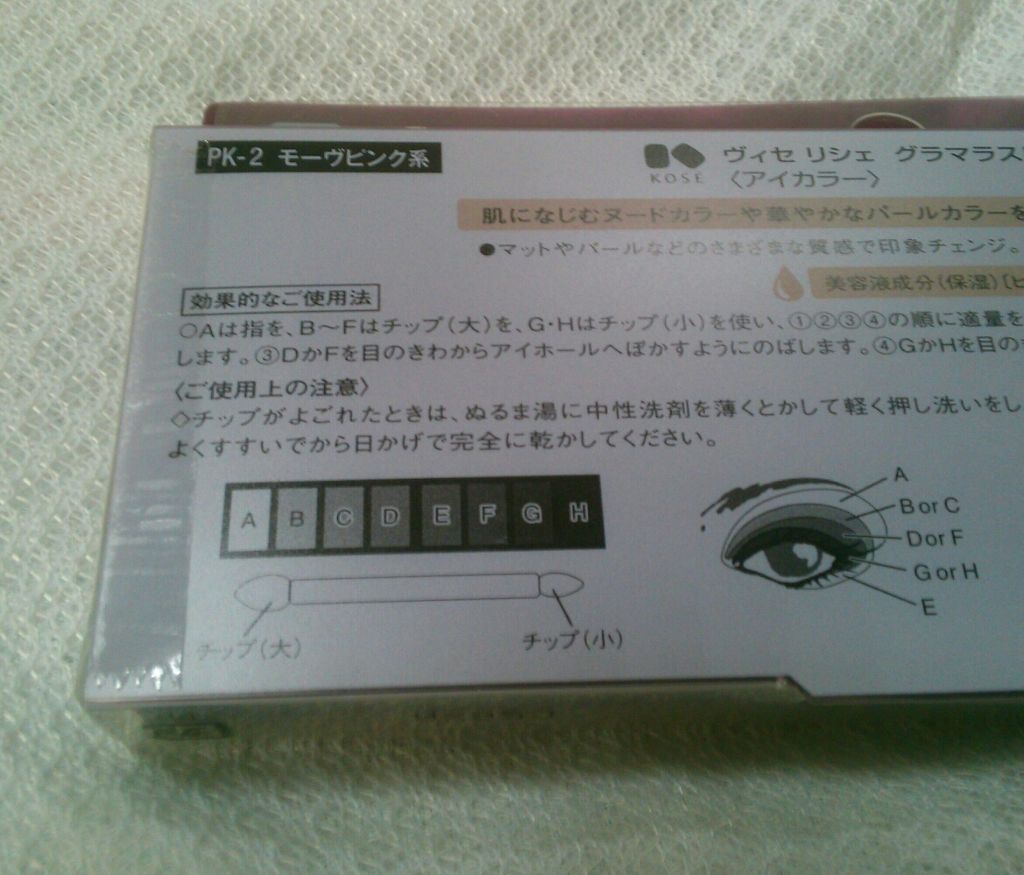 PK-2 モーヴピンク系
KOSÉ
ヴィセ リシェ グラマラス
〈アイカラー〉
肌になじむヌードカラーや華やかなパールカラーを
●マットやパールなどのさまざまな質感で印象チェンジ。
美容液成分(保湿)[ヒ
効果的なご使用法
○Aは指を、B～Fはチップ(大)を、G・Hはチップ(小)を使い、①②③④の順に適量を
します。③DかFを目のきわからアイホールへぼかすようにのばします。④GかHを目の
〈ご使用上の注意〉
◇チップがよごれたときは、ぬるま湯に中性洗剤を薄くとかして軽く押し洗いをし
よくすすいでから日かげで完全に乾かしてください。
A B C D E F G H
チップ(大)
チップ(小)
A
B or C
D or F
G or H
E